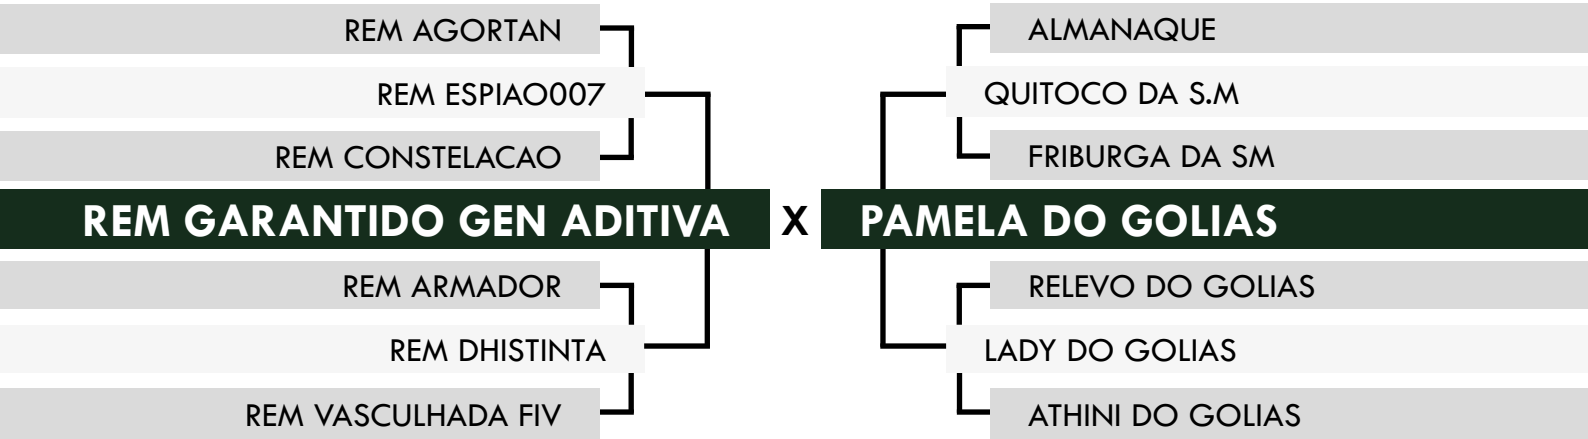 REM AGORTAN
REM ESPIAO007
REM CONSTELACAO
REM GARANTIDO GEN ADITIVA X PAMELA DO GOLIAS
REM ARMADOR
REM DHISTINTA
REM VASCULHADA FIV
ALMANAQUE
QUITOCO DA S.M
FRIBURGA DA SM
RELEVO DO GOLIAS
LADY DO GOLIAS
ATHINI DO GOLIAS